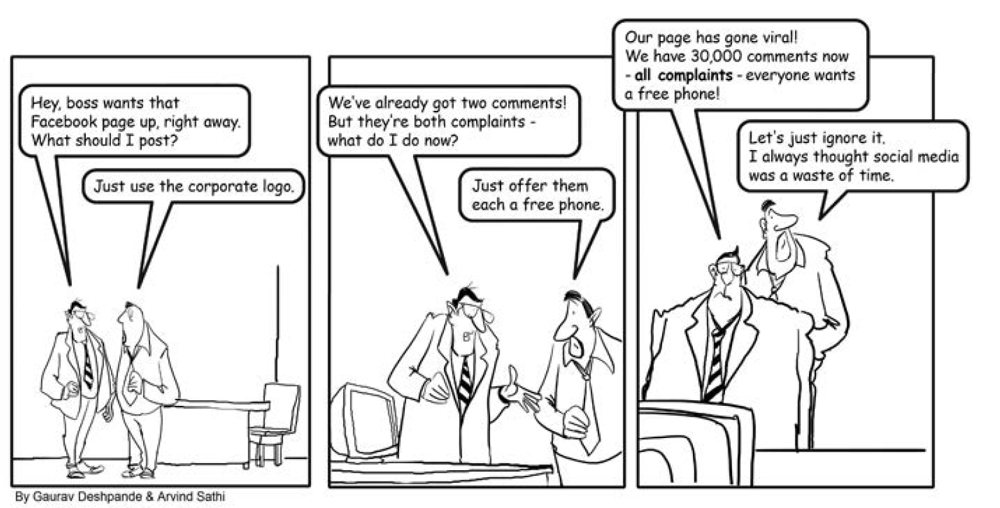 Hey, boss wants that
Facebook page up, right away.
What should I post?
Just use the corporate logo.
We've already got two comments!
But they're both complaints -
what do I do now?
Just offer them
each a free phone.
Our page has gone viral!
We have 30,000 comments now
- all complaints - everyone wants
a free phone!
Let's just ignore it.
I always thought social media
was a waste of time.
By Gaurav Deshpande & Arvind Sathi